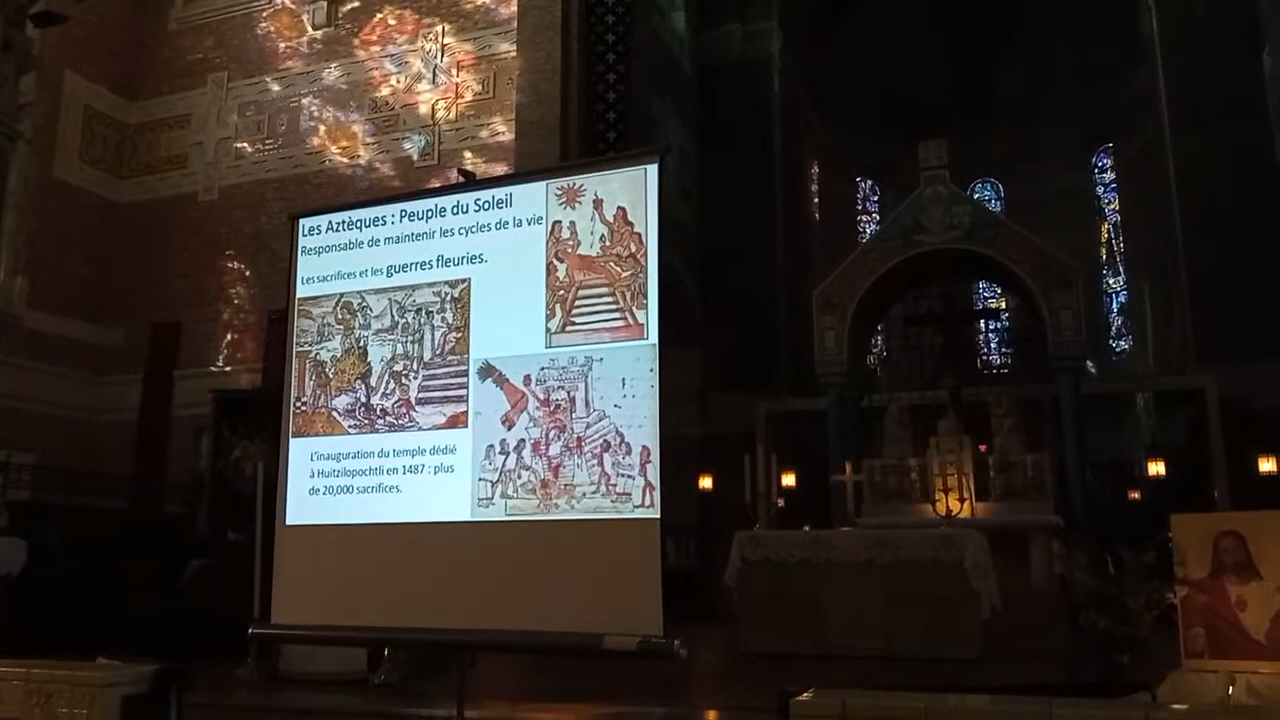 Les Aztèques : Peuple du Soleil
Responsable de maintenir les cycles de la vie
Les sacrifices et les guerres fleuries.
L'inauguration du temple dédié
à Huitzilopochtli en 1487 : plus
de 20,000 sacrifices.